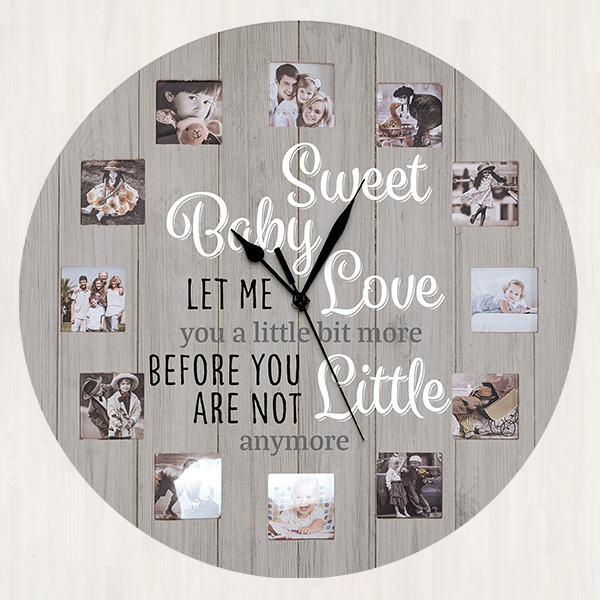 Sweet
Baby
LET ME Love
you a little bit more
BEFORE YOU Little
ARE NOT
anymore